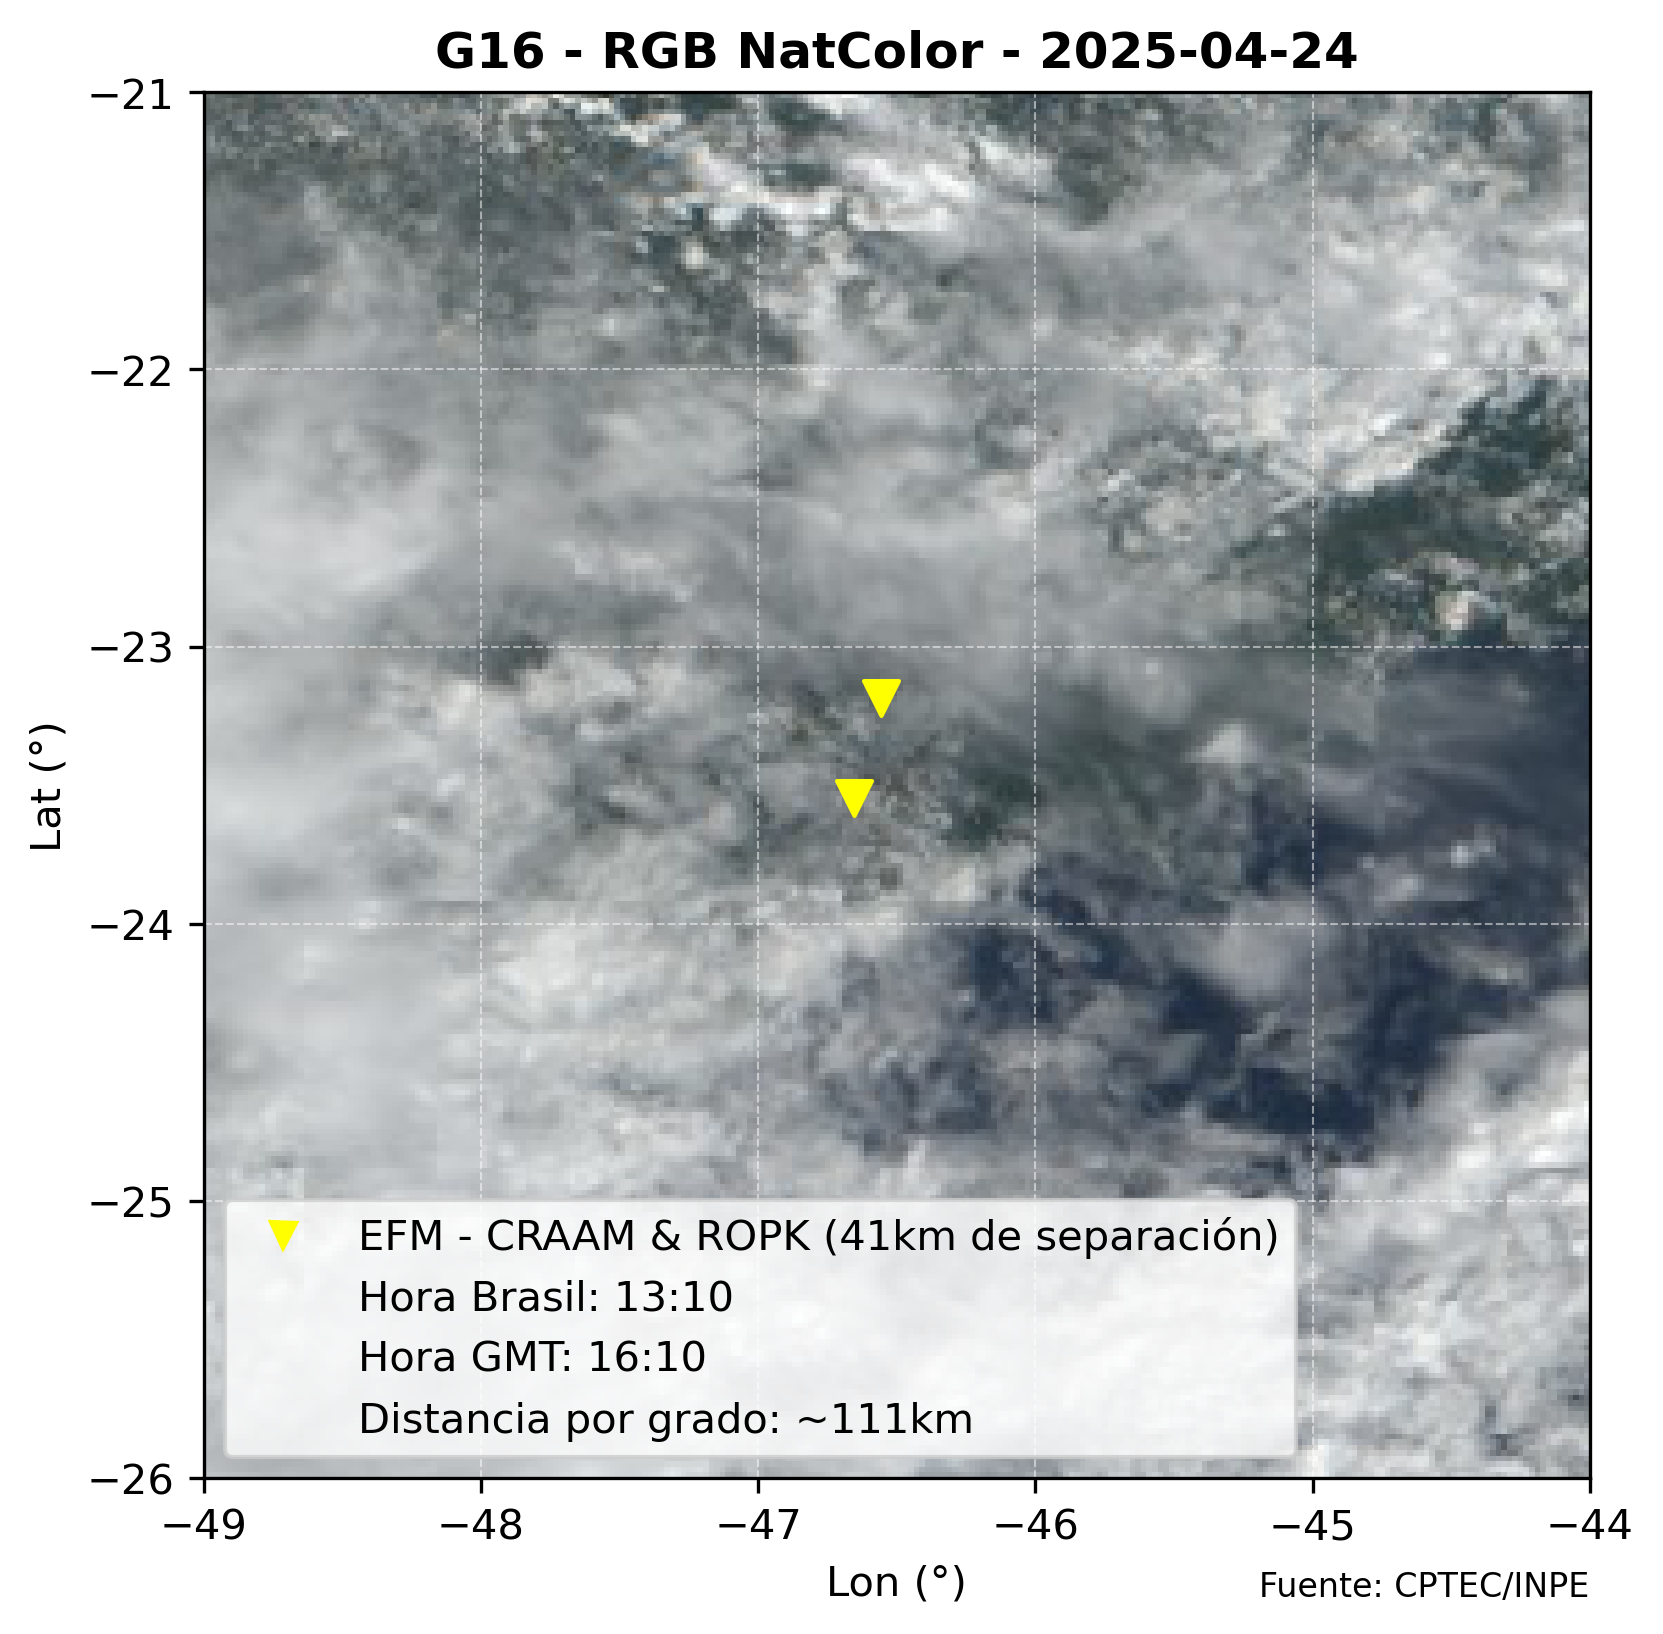 G16 - RGB NatColor - 2025-04-24
−21
−22
−23
−24
−25
−26
Lat (°)
EFM - CRAAM & ROPK (41km de separación)
Hora Brasil: 13:10
Hora GMT: 16:10
Distancia por grado: ~111km
−49 −48 −47 −46 −45 −44
Lon (°)
Fuente: CPTEC/INPE